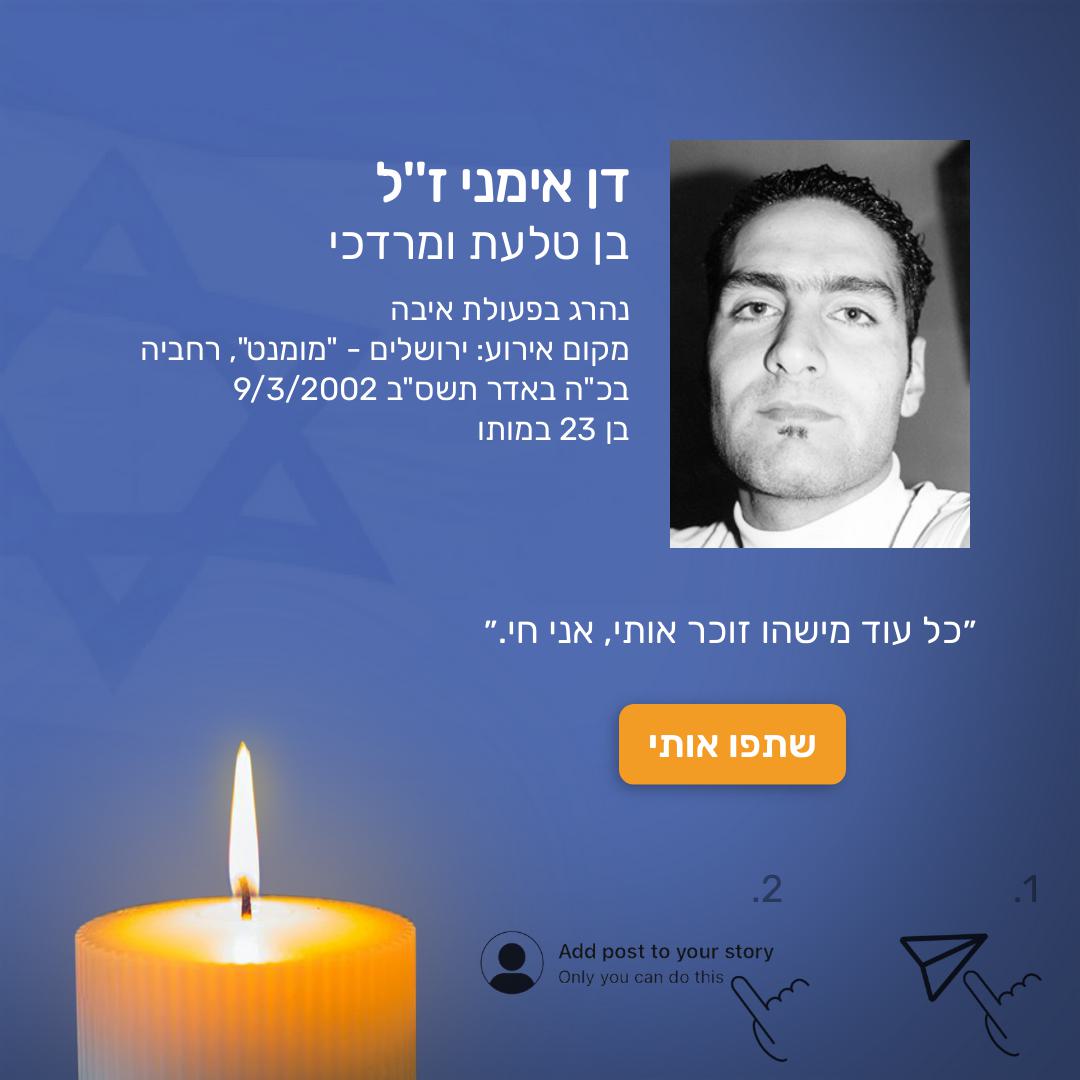 דן אימני ז"ל
בן טלעת ומרדכי
נהרג בפעולת איבה
מקום אירוע: ירושלים - "מומנט", רחביה
בכ"ה באדר תשס"ב 9/3/2002
בן 23 במותו
״כל עוד מישהו זוכר אותי, אני חי.״
שתפו אותי
1.
2.
Add post to your story
Only you can do this